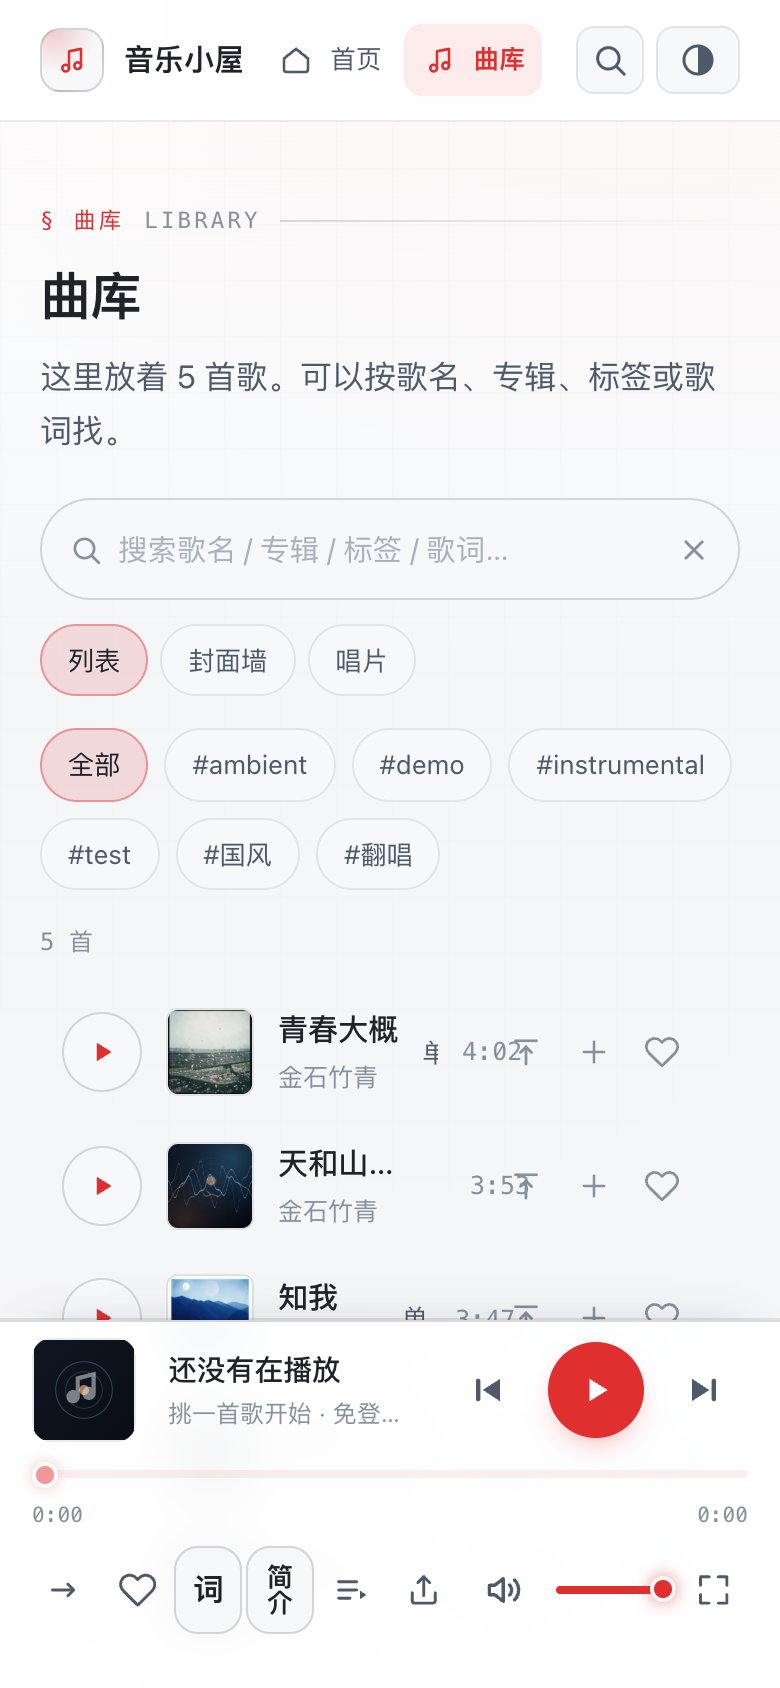 音乐小屋 首页 曲库
§ 曲库 LIBRARY
曲库
这里放着 5 首歌。可以按歌名、专辑、标签或歌
词找。
搜索歌名 / 专辑 / 标签 / 歌词...
列表 封面墙 唱片
全部 #ambient #demo #instrumental
#test #国风 #翻唱
5 首
青春大概 4:02
金石竹青
天和山... 3:53
金石竹青
知我 单 3:47
还没有在播放
挑一首歌开始 · 免登...
0:00 0:00
词 简介